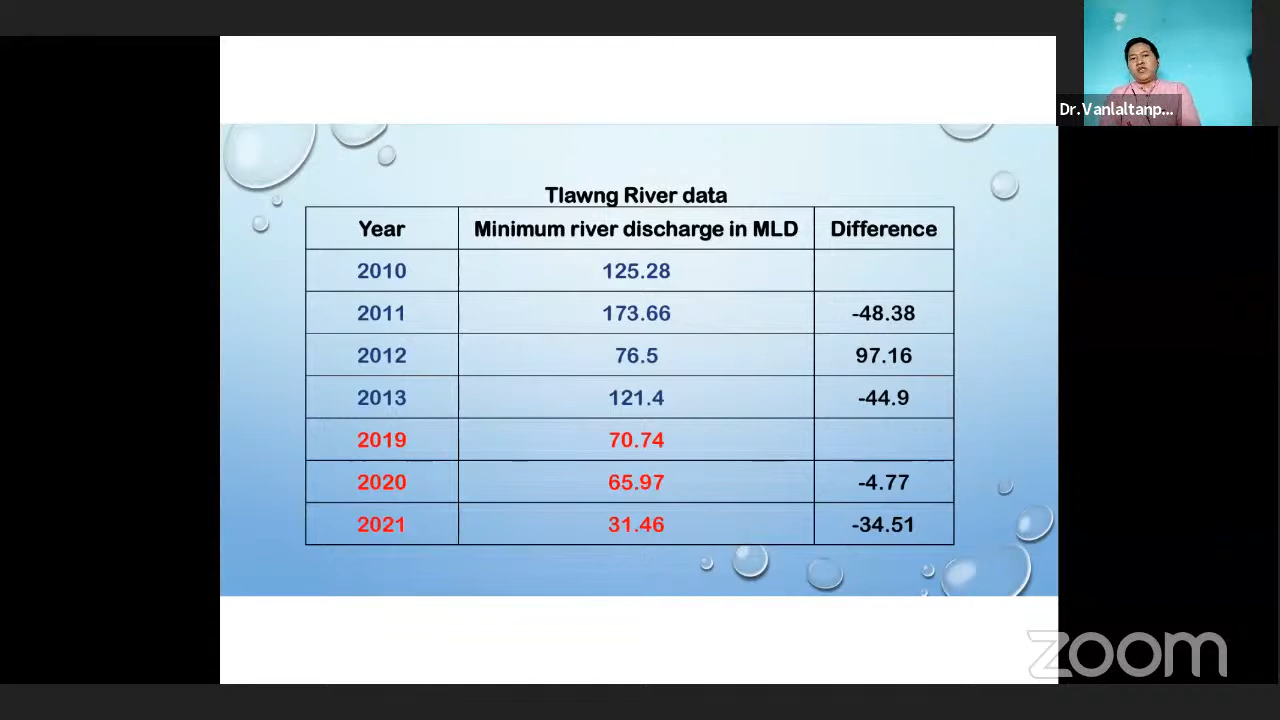 Dr.Vanlaltanp...
Tlawng River data
Year Minimum river discharge in MLD Difference
2010 125.28
2011 173.66 -48.38
2012 76.5 97.16
2013 121.4 -44.9
2019 70.74
2020 65.97 -4.77
2021 31.46 -34.51
zoom